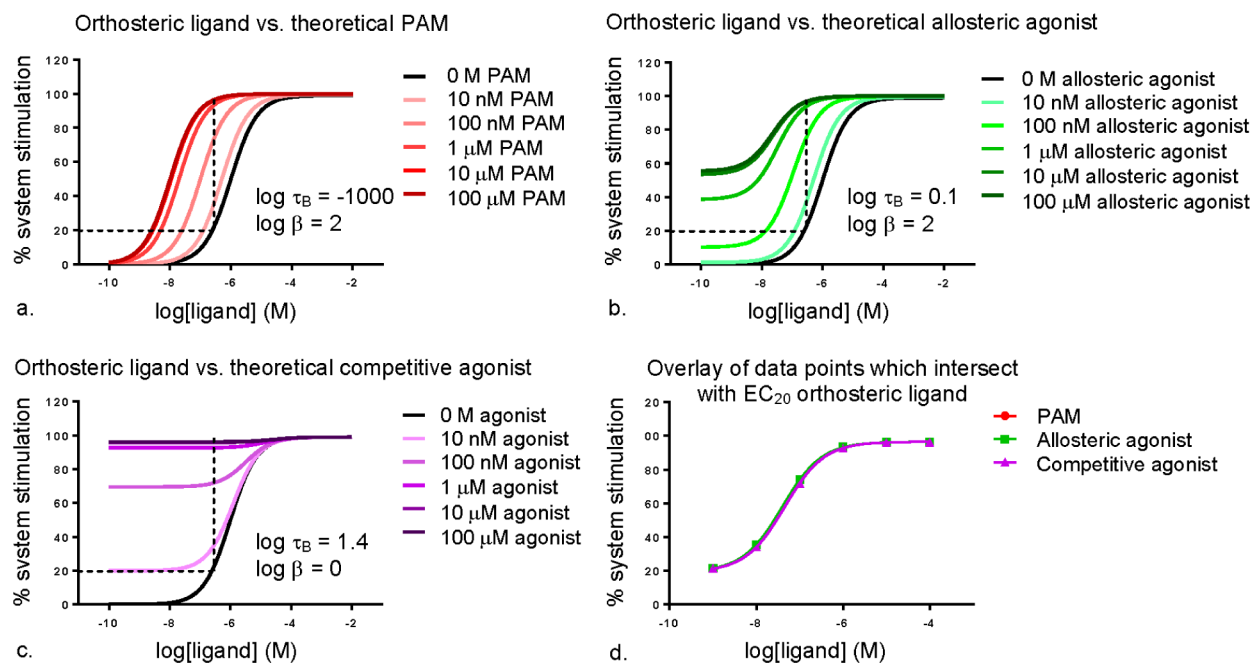 Orthosteric ligand vs. theoretical PAM
% system stimulation
120
100
80
60
40
20
0
-10
-8
-6
-4
-2
log[ligand] (M)
0 M PAM
10 nM PAM
100 nM PAM
1 μM PAM
10 μM PAM
100 μM PAM
log τB = -1000
log β = 2
a.
Orthosteric ligand vs. theoretical allosteric agonist
% system stimulation
120
100
80
60
40
20
0
-10
-8
-6
-4
-2
log[ligand] (M)
0 M allosteric agonist
10 nM allosteric agonist
100 nM allosteric agonist
1 μM allosteric agonist
10 μM allosteric agonist
100 μM allosteric agonist
log τB = 0.1
log β = 2
b.
Orthosteric ligand vs. theoretical competitive agonist
% system stimulation
120
100
80
60
40
20
0
-10
-8
-6
-4
-2
log[ligand] (M)
0 M agonist
10 nM agonist
100 nM agonist
1 μM agonist
10 μM agonist
100 μM agonist
log τB = 1.4
log β = 0
c.
Overlay of data points which intersect
with EC20 orthosteric ligand
% system stimulation
20
00
80
60
40
20
0
-10
-8
-6
-4
-2
log[ligand] (M)
PAM
Allosteric agonist
Competitive agonist
d.